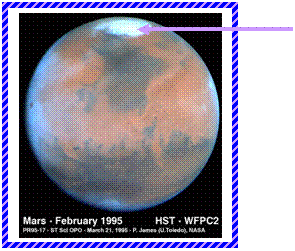 Mars - February 1995 HST - WFPC2
PR95-17 - ST ScI OPO - March 21, 1995 - P. James (U.Toledo), NASA